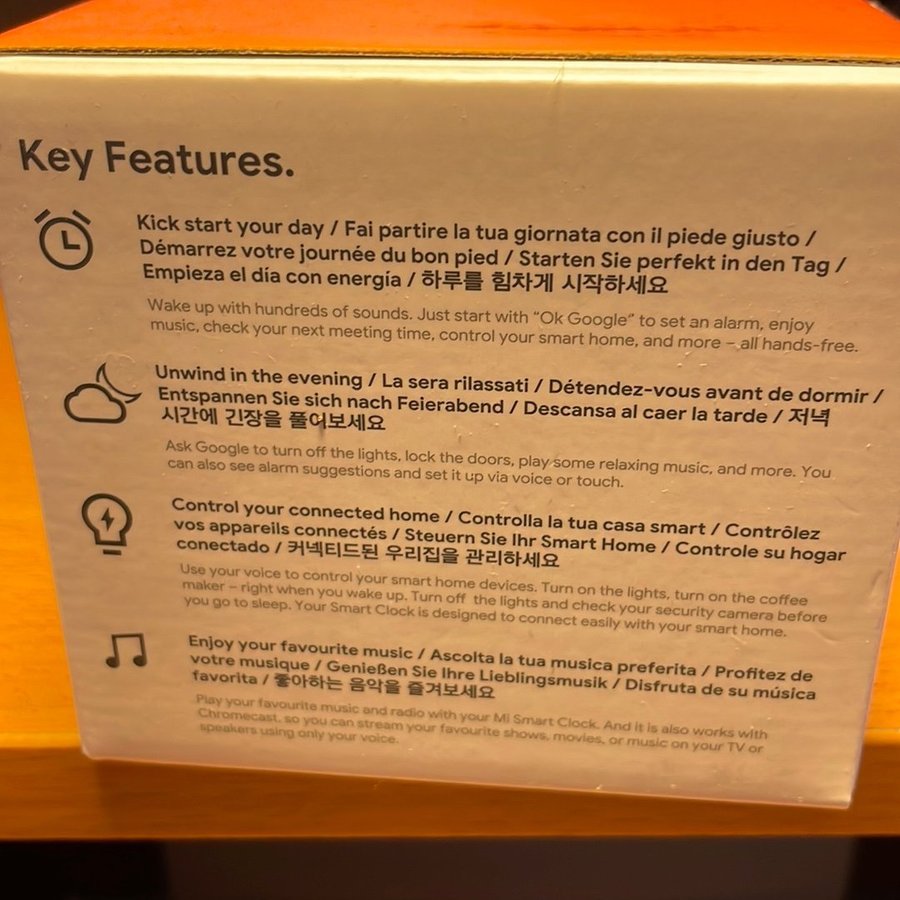 Key Features.
Kick start your day / Fai partire la tua giornata con il piede giusto /
Démarrez votre journée du bon pied / Starten Sie perfekt in den Tag /
Empieza el día con energía / 하루를 힘차게 시작하세요
Wake up with hundreds of sounds. Just start with “Ok Google” to set an alarm, enjoy
music, check your next meeting time, control your smart home, and more – all hands-free.
Unwind in the evening / La sera rilassati / Détendez-vous avant de dormir /
Entspannen Sie sich nach Feierabend / Descansa al caer la tarde / 저녁
시간에 긴장을 풀어보세요
Ask Google to turn off the lights, lock the doors, play some relaxing music, and more. You
can also see alarm suggestions and set it up via voice or touch.
Control your connected home / Controlla la tua casa smart / Contrôlez
vos appareils connectés / Steuern Sie Ihr Smart Home / Controle su hogar
conectado / 커넥티드된 우리집을 관리하세요
Use your voice to control your smart home devices. Turn on the lights, turn on the coffee
maker – right when you wake up. Turn off the lights and check your security camera before
you go to sleep. Your Smart Clock is designed to connect easily with your smart home.
Enjoy your favourite music / Ascolta la tua musica preferita / Profitez de
votre musique / Genießen Sie Ihre Lieblingsmusik / Disfruta de su música
favorita / 좋아하는 음악을 즐겨보세요
Play your favourite music and radio with your Mi Smart Clock. And it is also works with
Chromecast, so you can stream your favourite shows, movies, or music on your TV or
speakers using only your voice.